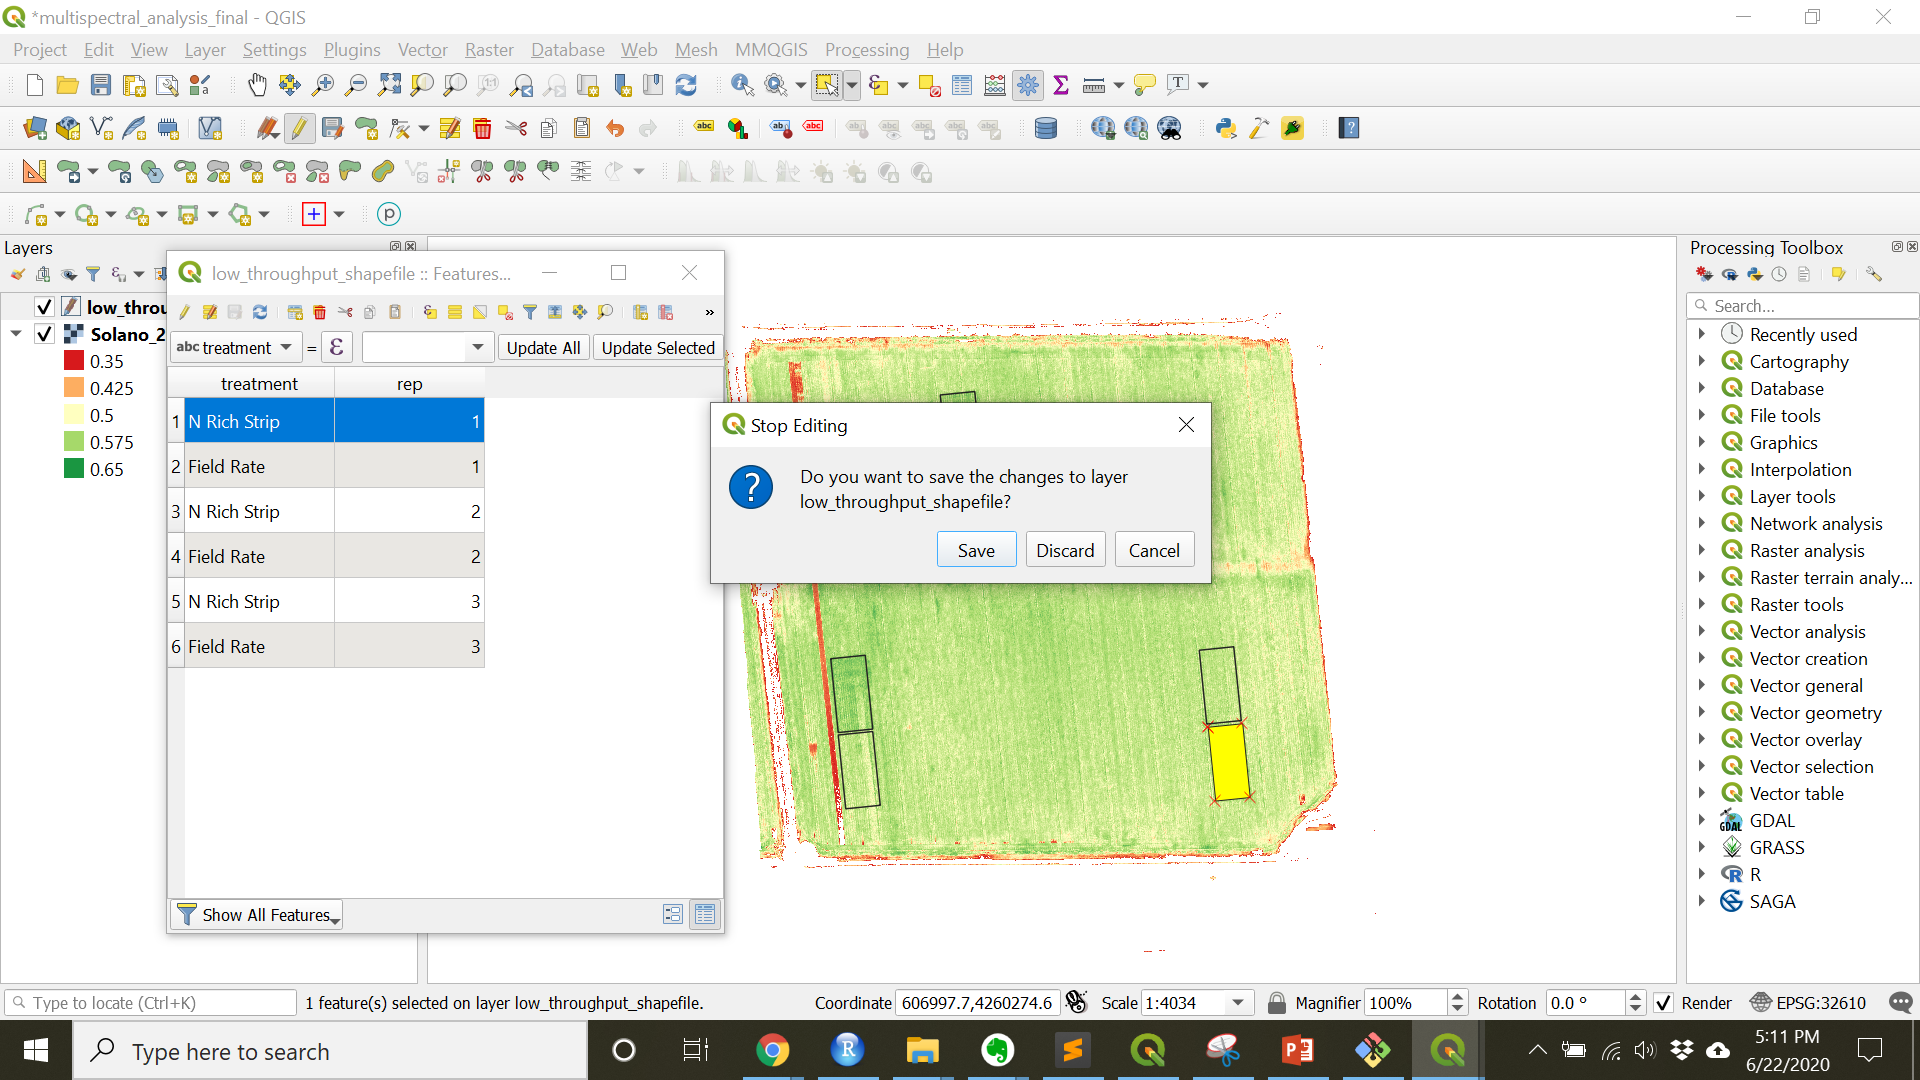 *multispectral_analysis_final - QGIS
Project Edit View Layer Settings Plugins Vector Raster Database Web Mesh MMQGIS Processing Help
Layers
low_throu
Solano_2
0.35
0.425
0.5
0.575
0.65
low_throughput_shapefile :: Features...
abc treatment = ε Update All Update Selected
treatment rep
1 N Rich Strip 1
2 Field Rate 1
3 N Rich Strip 2
4 Field Rate 2
5 N Rich Strip 3
6 Field Rate 3
Show All Features
Stop Editing
Do you want to save the changes to layer
low_throughput_shapefile?
Save Discard Cancel
Processing Toolbox
Search...
Recently used
Cartography
Database
File tools
Graphics
Interpolation
Layer tools
Network analysis
Raster analysis
Raster terrain analy...
Raster tools
Vector analysis
Vector creation
Vector general
Vector geometry
Vector overlay
Vector selection
Vector table
GDAL
GRASS
R
SAGA
Type to locate (Ctrl+K) 1 feature(s) selected on layer low_throughput_shapefile. Coordinate 606997.7,4260274.6 Scale 1:4034 Magnifier 100% Rotation 0.0 ° Render EPSG:32610
Type here to search
5:11 PM
6/22/2020